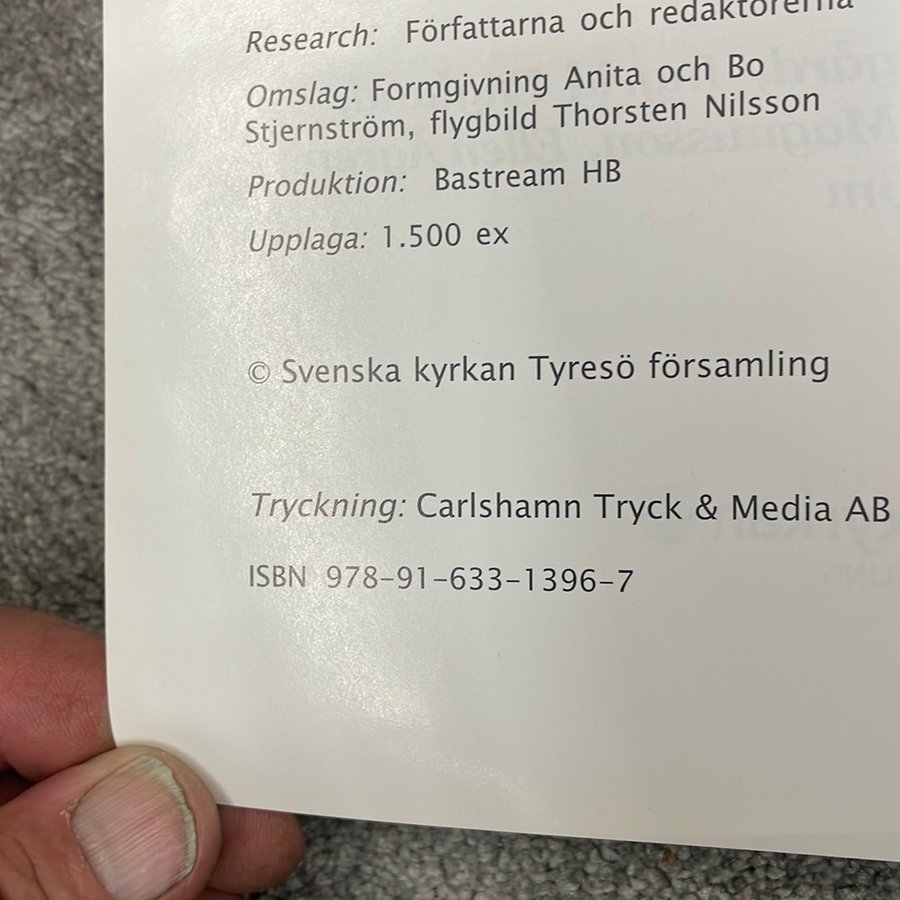 Research: Författarna och redaktörerna
Omslag: Formgivning Anita och Bo
Stjernström, flygbild Thorsten Nilsson
Produktion: Bastream HB
Upplaga: 1.500 ex
© Svenska kyrkan Tyresö församling
Tryckning: Carlshamn Tryck & Media AB
ISBN 978-91-633-1396-7